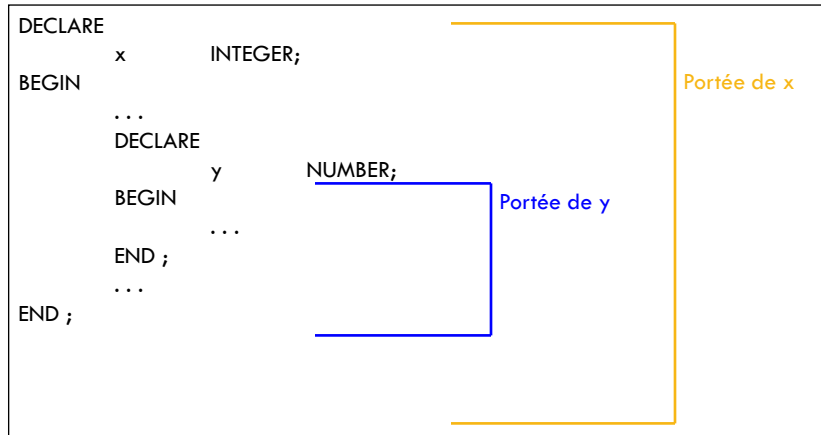 DECLARE
x INTEGER;
BEGIN
Portée de x
. . .
DECLARE
y NUMBER;
BEGIN
Portée de y
. . .
END ;
. . .
END ;